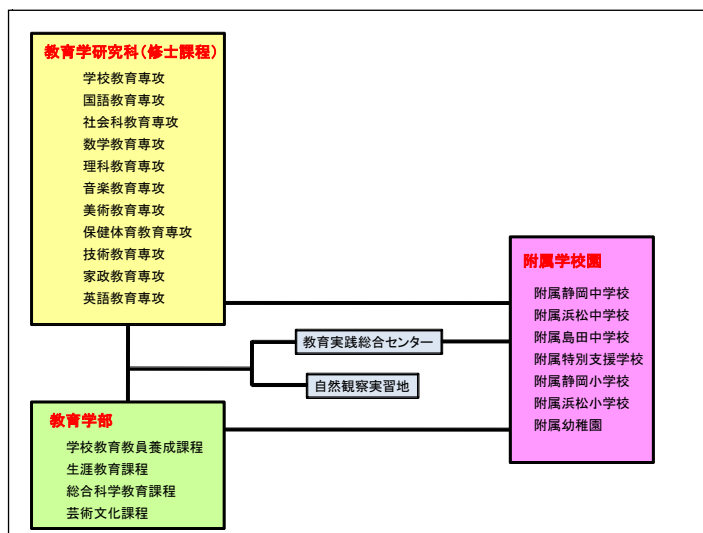 教育学研究科(修士課程)
学校教育専攻
国語教育専攻
社会科教育専攻
数学教育専攻
理科教育専攻
音楽教育専攻
美術教育専攻
保健体育教育専攻
技術教育専攻
家政教育専攻
英語教育専攻
附属学校園
附属静岡中学校
附属浜松中学校
附属島田中学校
附属特別支援学校
附属静岡小学校
附属浜松小学校
附属幼稚園
教育実践総合センター
自然観察実習地
教育学部
学校教育教員養成課程
生涯教育課程
総合科学教育課程
芸術文化課程